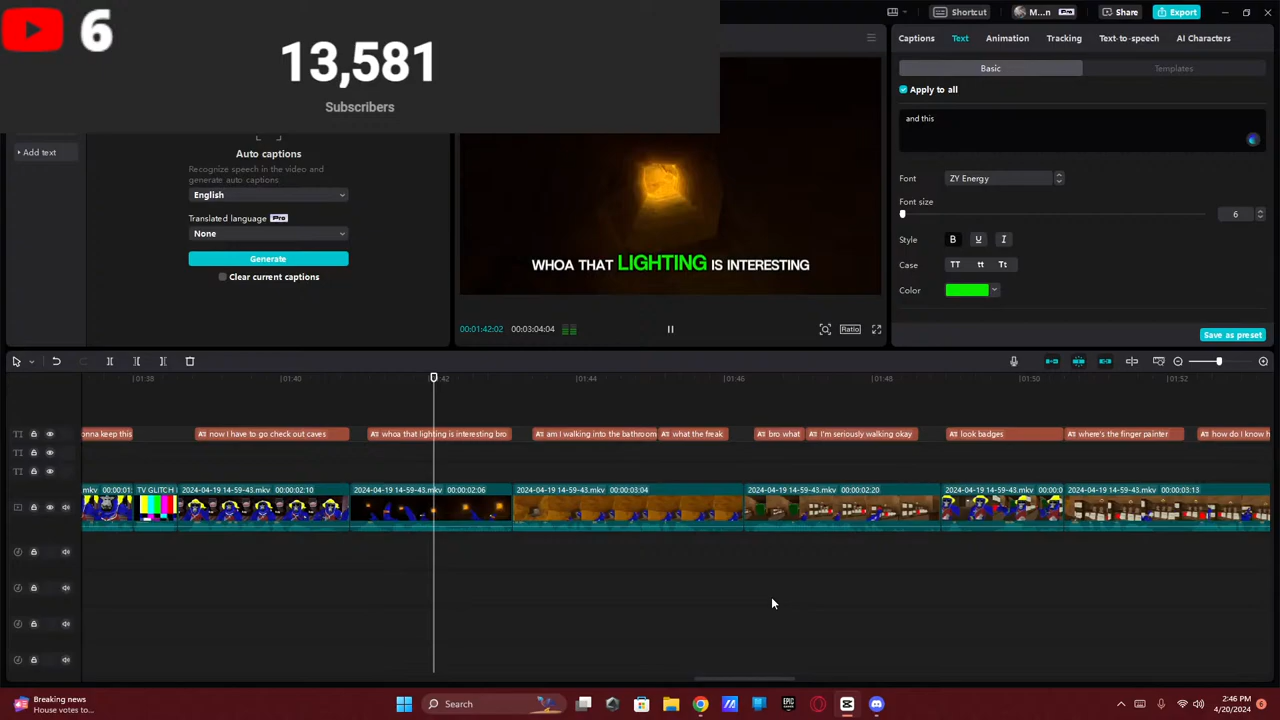 6
13,581
Subscribers
Shortcut
M...n
Pro
Share
Export
Add text
Auto captions
Recognize speech in the video and
generate auto captions.
English
Translated language
Pro
None
Generate
Clear current captions
WHOA THAT LIGHTING IS INTERESTING
00:01:42:02
00:03:04:04
Ratio
Captions
Text
Animation
Tracking
Text-to-speech
AI Characters
Basic
Templates
Apply to all
and this
Font
ZY Energy
Font size
6
Style
B
U
I
Case
TT
tt
Tt
Color
Save as preset
01:38
01:40
42
01:44
01:46
01:48
01:50
01:52
onna keep this
now I have to go check out caves
whoa that lighting is interesting bro
am I walking into the bathroom
what the freak
bro what
I'm seriously walking okay
look badges
where's the finger painter
how do I know h
.mkv 00:00:01:
TV GLITCH
2024-04-19 14-59-43.mkv 00:00:02:10
2024-04-19 14-59-43.mkv 00:00:02:06
2024-04-19 14-59-43.mkv 00:00:03:04
2024-04-19 14-59-43.mkv 00:00:02:20
2024-04-19 14-59-43.mkv 00:00:0
2024-04-19 14-59-43.mkv 00:00:03:13
Breaking news
House votes to...
Search
EPIC
2:46 PM
4/20/2024